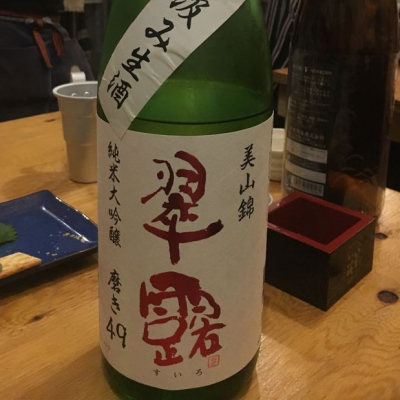 汲み生酒
美山錦
翠露
すいろ
純米大吟醸 磨き49